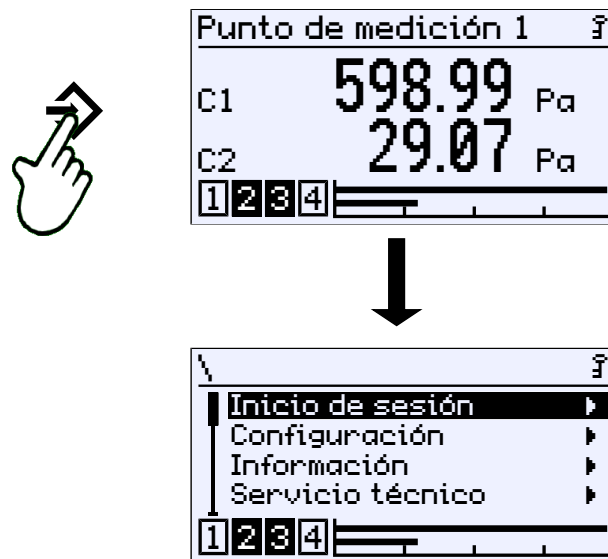 Punto de medición 1
C1 598.99 Pa
C2 29.07 Pa
1 2 3 4
\
Inicio de sesión
Configuración
Información
Servicio técnico
1 2 3 4